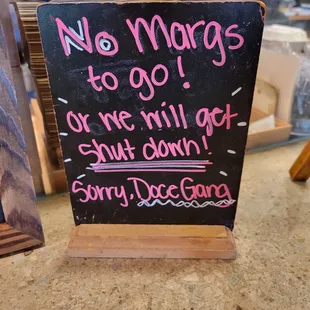 No Margs
to go!
or we will get
shut down!
Sorry, Doce Gang